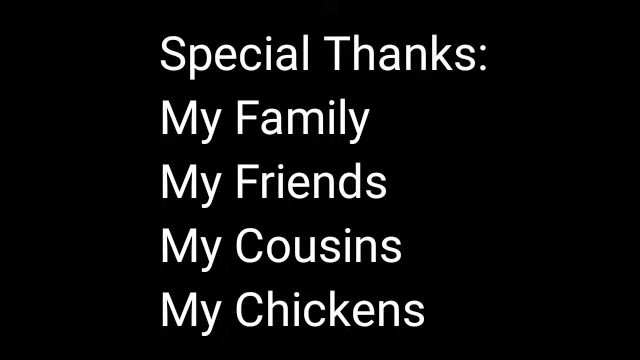 Special Thanks:
My Family
My Friends
My Cousins
My Chickens